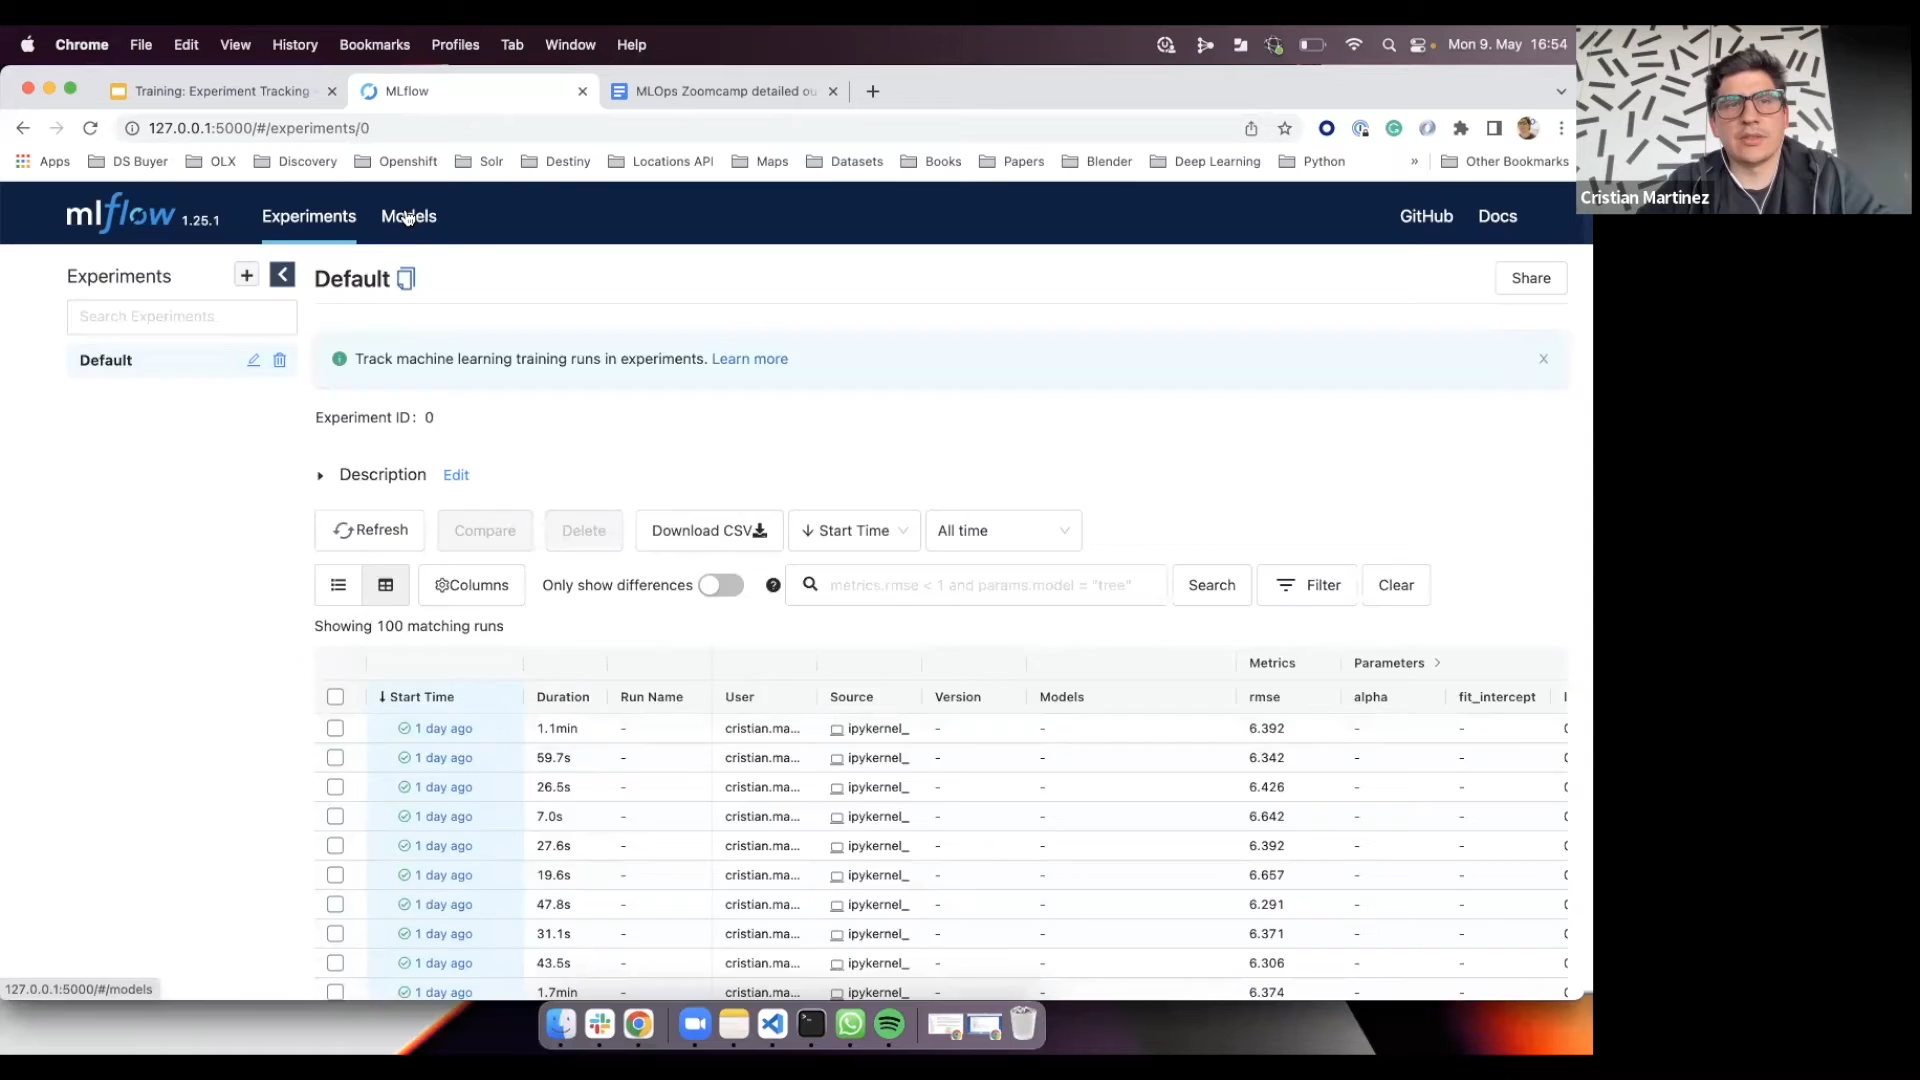 Chrome File Edit View History Bookmarks Profiles Tab Window Help Mon 9. May 16:54
Training: Experiment Tracking MLflow MLOps Zoomcamp detailed ou
127.0.0.1:5000/#/experiments/0
Apps DS Buyer OLX Discovery Openshift Solr Destiny Locations API Maps Datasets Books Papers Blender Deep Learning Python » Other Bookmarks
Cristian Martinez
mlflow 1.25.1 Experiments Models GitHub Docs
Experiments + Default Share
Search Experiments
Default
Track machine learning training runs in experiments. Learn more
Experiment ID: 0
Description Edit
Refresh Compare Delete Download CSV Start Time All time
Columns Only show differences metrics.rmse < 1 and params.model = "tree" Search Filter Clear
Showing 100 matching runs
Metrics Parameters >
Start Time Duration Run Name User Source Version Models rmse alpha fit_intercept
1 day ago 1.1min - cristian.ma... ipykernel_ - - 6.392 - -
1 day ago 59.7s - cristian.ma... ipykernel_ - - 6.342 - -
1 day ago 26.5s - cristian.ma... ipykernel_ - - 6.426 - -
1 day ago 7.0s - cristian.ma... ipykernel_ - - 6.642 - -
1 day ago 27.6s - cristian.ma... ipykernel_ - - 6.392 - -
1 day ago 19.6s - cristian.ma... ipykernel_ - - 6.657 - -
1 day ago 47.8s - cristian.ma... ipykernel_ - - 6.291 - -
1 day ago 31.1s - cristian.ma... ipykernel_ - - 6.371 - -
1 day ago 43.5s - cristian.ma... ipykernel_ - - 6.306 - -
1 day ago 1.7min - cristian.ma... ipykernel_ - - 6.374 - -
127.0.0.1:5000/#/models